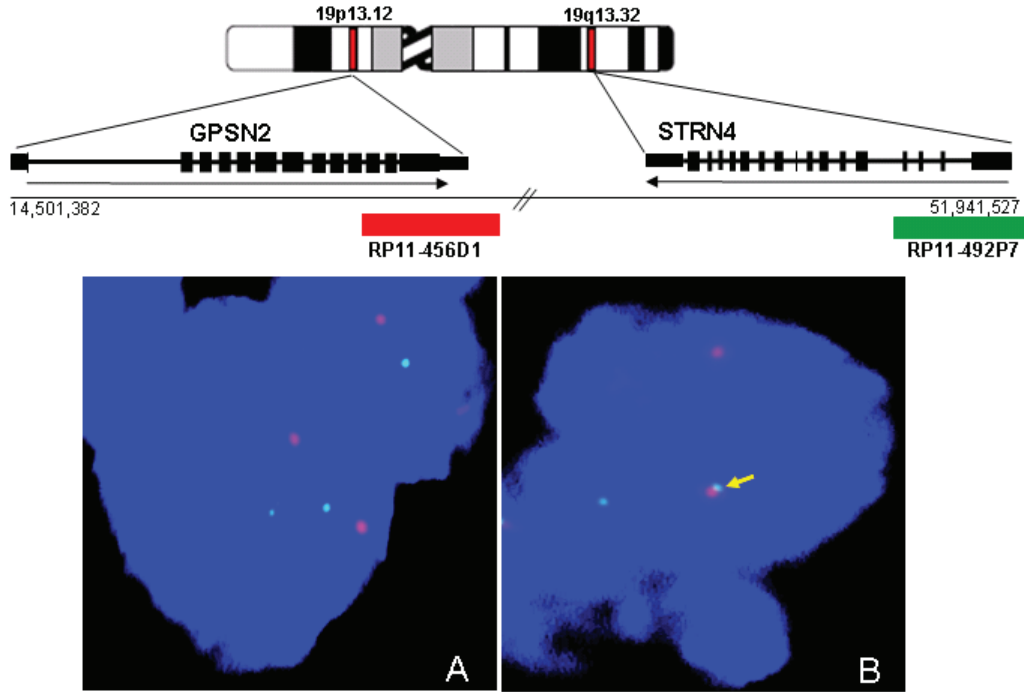 19p13.12 19q13.32
GPSN2 STRN4
14,501,382 51,941,527
RP11-456D1 RP11-492P7
A B